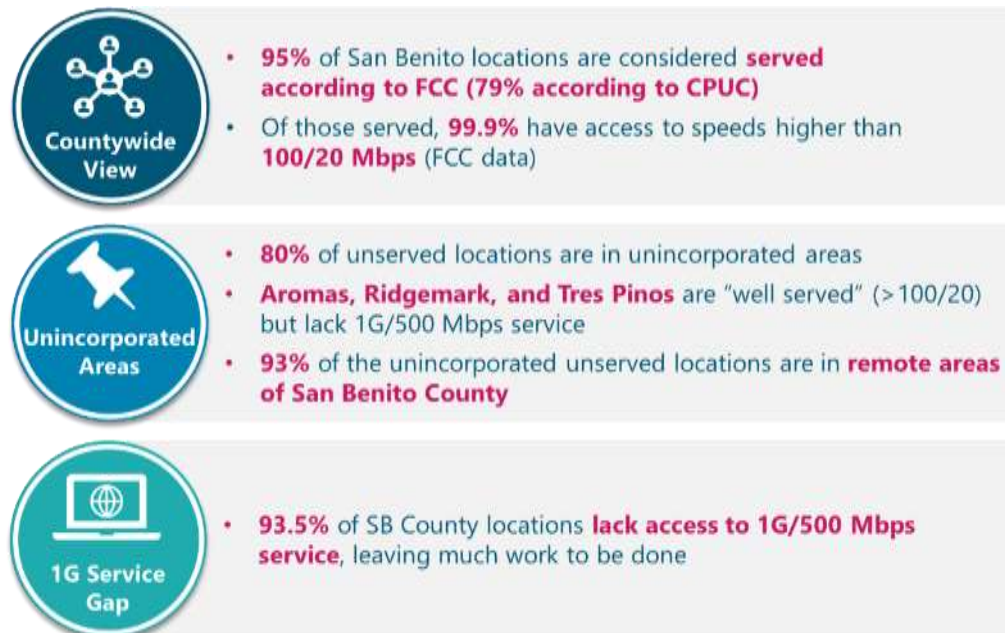 Countywide
View
• 95% of San Benito locations are considered served
according to FCC (79% according to CPUC)
• Of those served, 99.9% have access to speeds higher than
100/20 Mbps (FCC data)
Unincorporated
Areas
• 80% of unserved locations are in unincorporated areas
• Aromas, Ridgemark, and Tres Pinos are "well served" (>100/20)
but lack 1G/500 Mbps service
• 93% of the unincorporated unserved locations are in remote areas
of San Benito County
1G Service
Gap
• 93.5% of SB County locations lack access to 1G/500 Mbps
service, leaving much work to be done